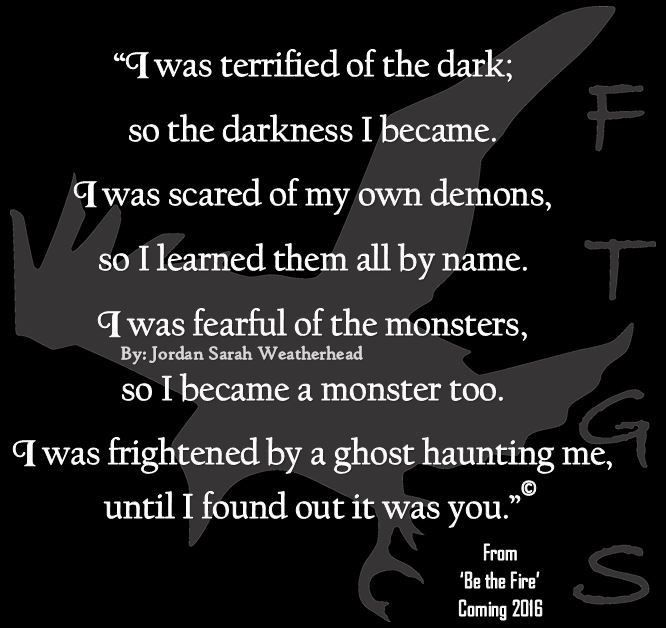 “I was terrified of the dark;
so the darkness I became.
I was scared of my own demons,
so I learned them all by name.
I was fearful of the monsters,
By: Jordan Sarah Weatherhead
so I became a monster too.
I was frightened by a ghost haunting me,
until I found out it was you.”©
From
'Be the Fire'
Coming 2016
F
T
G
S